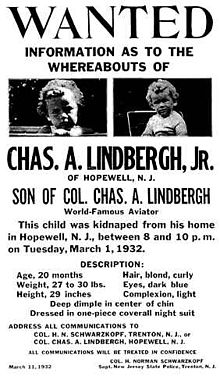 WANTED
INFORMATION AS TO THE
WHEREABOUTS OF
CHAS. A. LINDBERGH, JR.
OF HOPEWELL, N. J.
SON OF COL. CHAS. A. LINDBERGH
World-Famous Aviator
This child was kidnaped from his home
in Hopewell, N. J., between 8 and 10 p. m.
on Tuesday, March 1, 1932.
DESCRIPTION:
Age, 20 months Hair, blond, curly
Weight, 27 to 30 lbs. Eyes, dark blue
Height, 29 inches Complexion, light
Deep dimple in center of chin
Dressed in one-piece coverall night suit
ADDRESS ALL COMMUNICATIONS TO
COL. H. N. SCHWARZKOPF, TRENTON, N. J., or
COL. CHAS. A. LINDBERGH, HOPEWELL, N. J.
ALL COMMUNICATIONS WILL BE TREATED IN CONFIDENCE
March 11, 1932 COL. H. NORMAN SCHWARZKOPF
Supt. New Jersey State Police, Trenton, N. J.